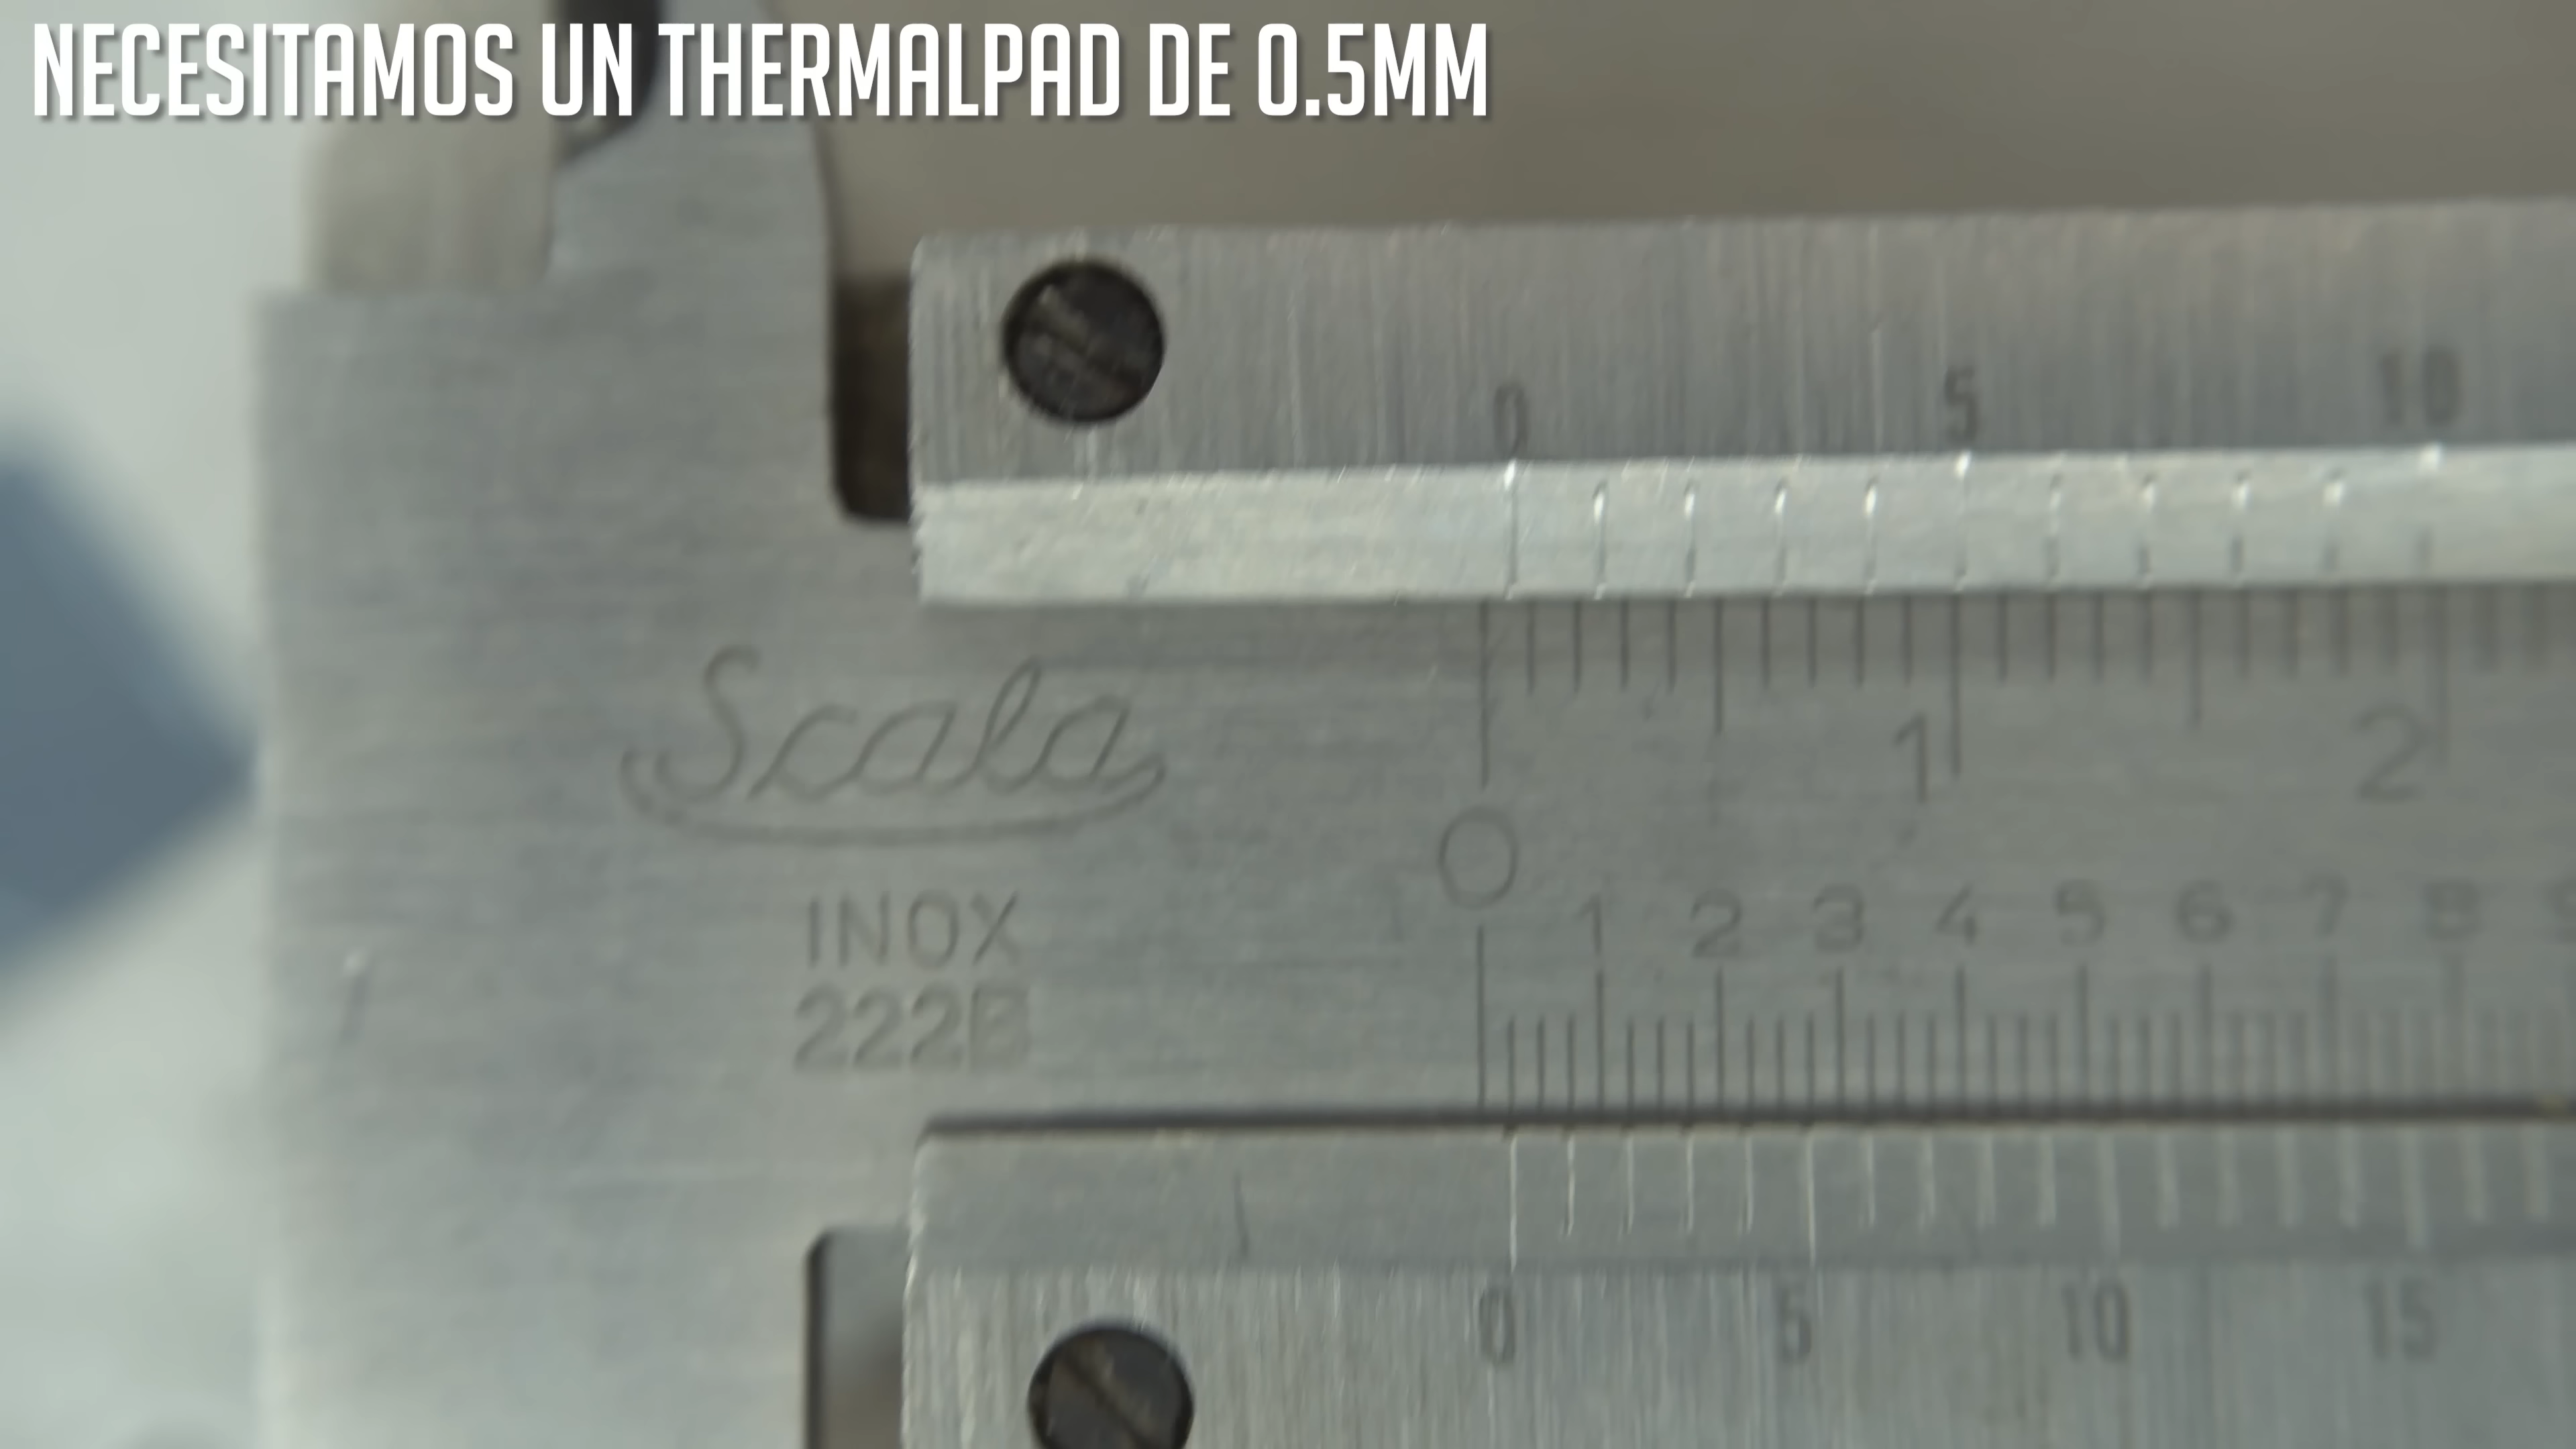 NECESITAMOS UN THERMALPAD DE 0.5MM
0 5 10
Scala
1 2
0
1 2 3 4 5 6 7 8
INOX
222B
0 5 10 15